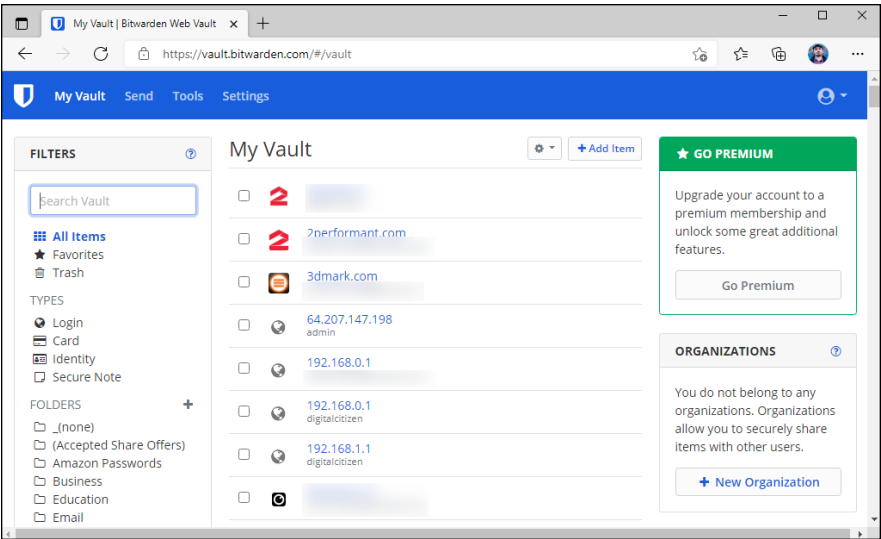 My Vault | Bitwarden Web Vault
https://vault.bitwarden.com/#/vault
My Vault Send Tools Settings
FILTERS
Search Vault
All Items
Favorites
Trash
TYPES
Login
Card
Identity
Secure Note
FOLDERS
_(none)
(Accepted Share Offers)
Amazon Passwords
Business
Education
Email
My Vault
Add Item
2performant.com
3dmark.com
64.207.147.198
admin
192.168.0.1
192.168.0.1
digitalcitizen
192.168.1.1
digitalcitizen
GO PREMIUM
Upgrade your account to a
premium membership and
unlock some great additional
features.
Go Premium
ORGANIZATIONS
You do not belong to any
organizations. Organizations
allow you to securely share
items with other users.
New Organization